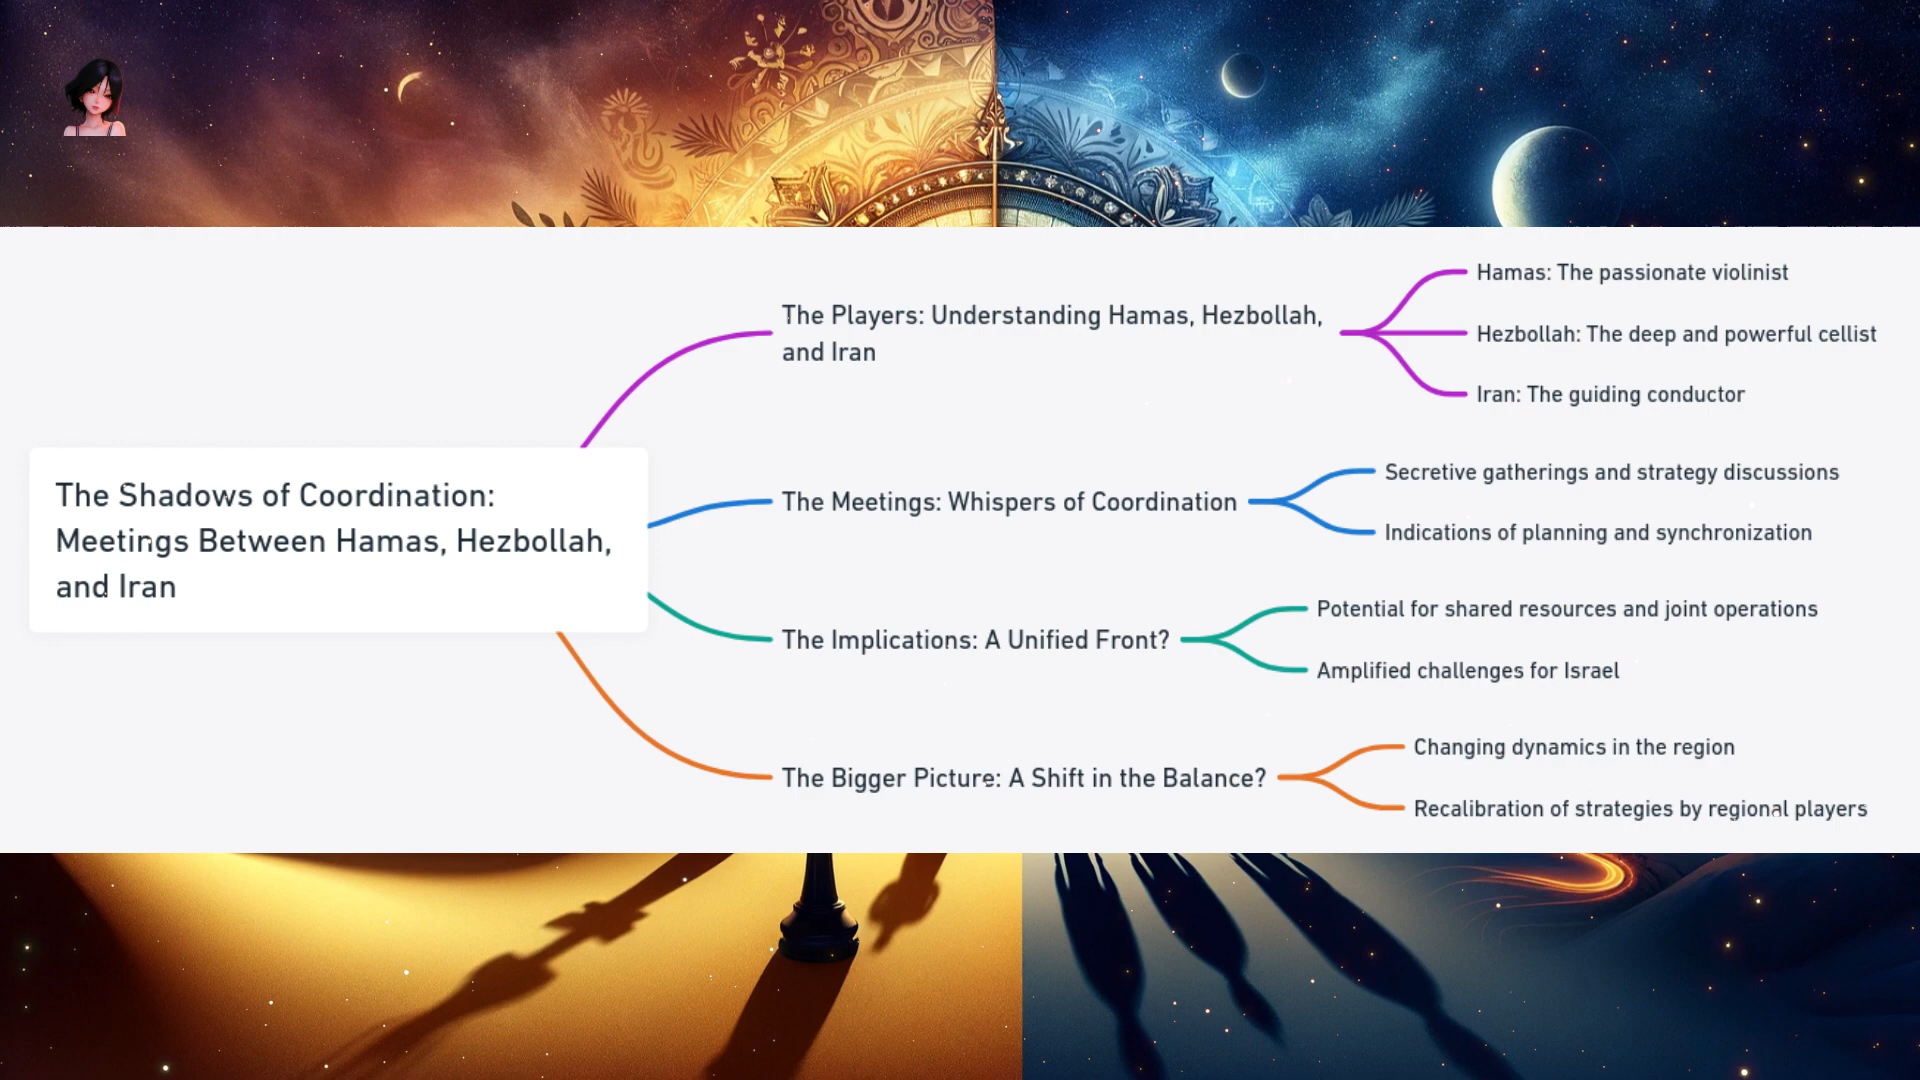 The Shadows of Coordination:
Meetings Between Hamas, Hezbollah,
and Iran
The Players: Understanding Hamas, Hezbollah,
and Iran
Hamas: The passionate violinist
Hezbollah: The deep and powerful cellist
Iran: The guiding conductor
The Meetings: Whispers of Coordination
Secretive gatherings and strategy discussions
Indications of planning and synchronization
The Implications: A Unified Front?
Potential for shared resources and joint operations
Amplified challenges for Israel
The Bigger Picture: A Shift in the Balance?
Changing dynamics in the region
Recalibration of strategies by regional players